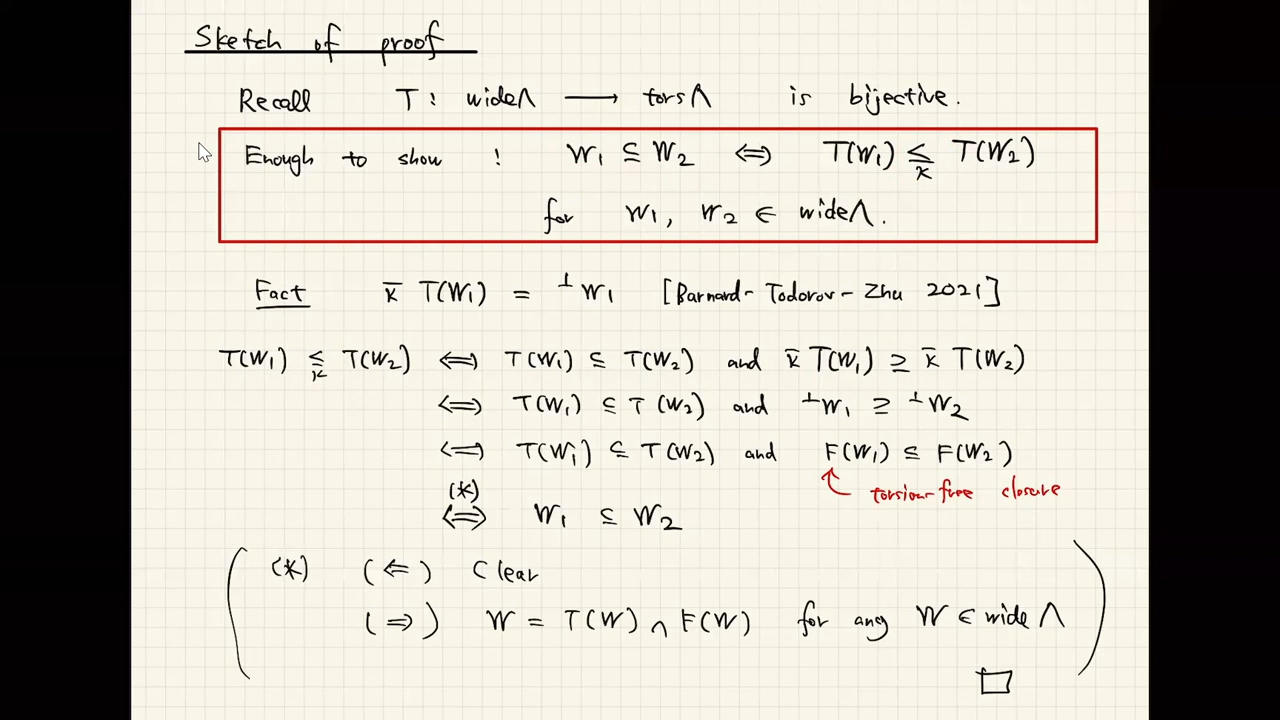 Sketch of proof
Recall T : wideΛ ⟶ torsΛ is bijective.
Enough to show : W₁ ⊆ W₂ ⟺ T(W₁) ≤_κ T(W₂)
for W₁, W₂ ∈ wideΛ.
Fact κ̄ T(W₁) = ⊥W₁ [Barnard-Todorov-Zhu 2021]
T(W₁) ≤_κ T(W₂) ⟺ T(W₁) ⊆ T(W₂) and κ̄ T(W₁) ⊇ κ̄ T(W₂)
⟺ T(W₁) ⊆ T(W₂) and ⊥W₁ ⊇ ⊥W₂
⟺ T(W₁) ⊆ T(W₂) and F(W₁) ⊆ F(W₂)
torsion-free closure
(*)
⟺ W₁ ⊆ W₂
(*) (⇐) Clear
(⇒) W = T(W) ∩ F(W) for any W ∈ wide Λ
□